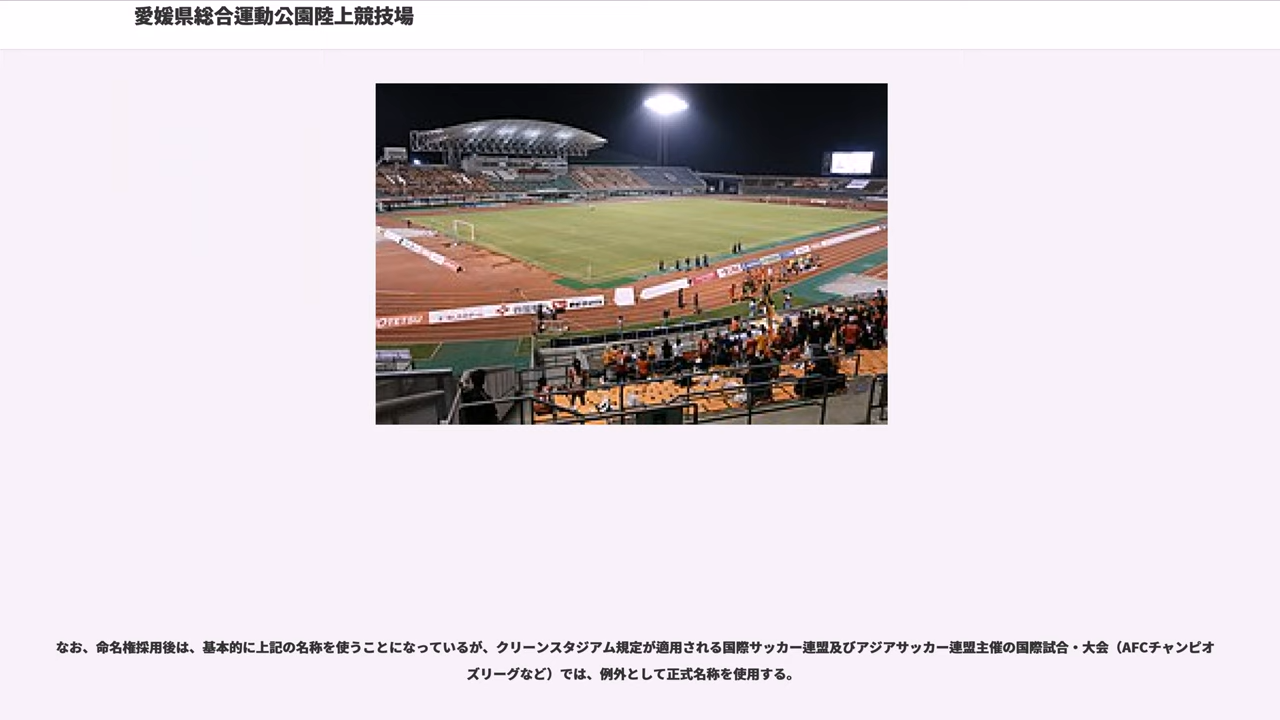 愛媛県総合運動公園陸上競技場
なお、命名権採用後は、基本的に上記の名称を使うことになっているが、クリーンスタジアム規定が適用される国際サッカー連盟及びアジアサッカー連盟主催の国際試合・大会（AFCチャンピオ
ズリーグなど）では、例外として正式名称を使用する。